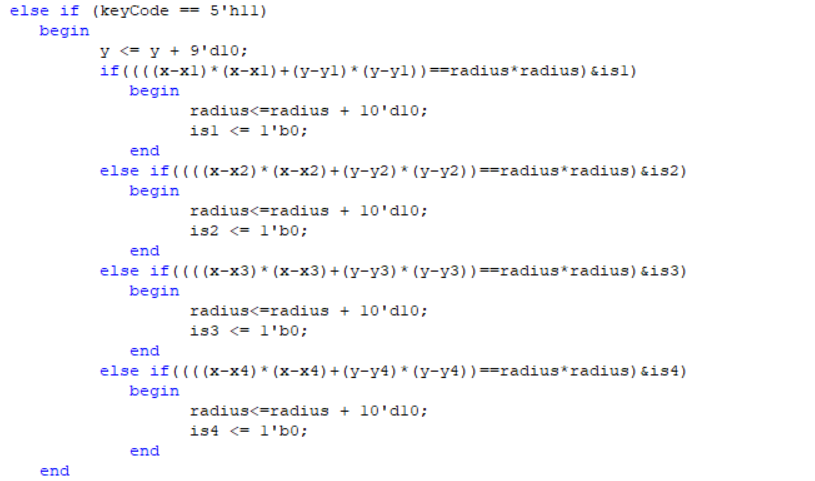 else if (keyCode == 5'h11)
begin
y <= y + 9'd10;
if((((x-x1)*(x-x1)+(y-y1)*(y-y1))==radius*radius)&is1)
begin
radius<=radius + 10'd10;
is1 <= 1'b0;
end
else if((((x-x2)*(x-x2)+(y-y2)*(y-y2))==radius*radius)&is2)
begin
radius<=radius + 10'd10;
is2 <= 1'b0;
end
else if((((x-x3)*(x-x3)+(y-y3)*(y-y3))==radius*radius)&is3)
begin
radius<=radius + 10'd10;
is3 <= 1'b0;
end
else if((((x-x4)*(x-x4)+(y-y4)*(y-y4))==radius*radius)&is4)
begin
radius<=radius + 10'd10;
is4 <= 1'b0;
end
end